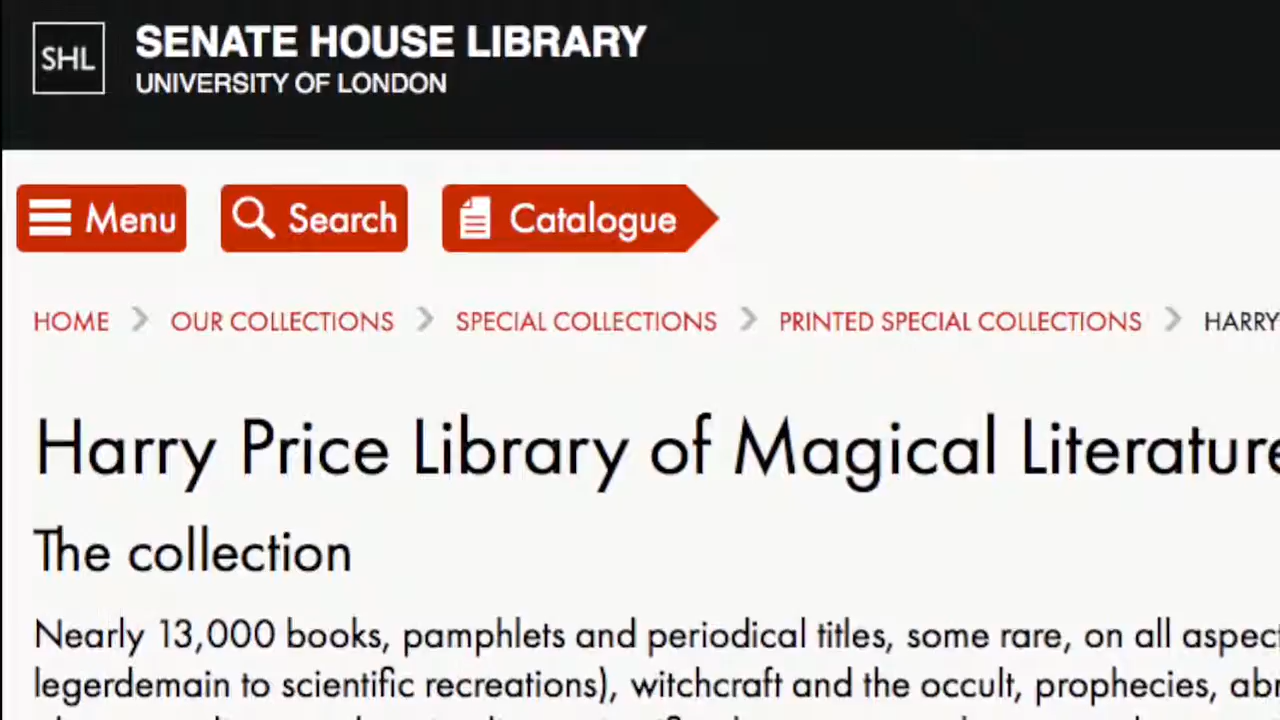 SHL
SENATE HOUSE LIBRARY
UNIVERSITY OF LONDON
Menu Search Catalogue
HOME OUR COLLECTIONS SPECIAL COLLECTIONS PRINTED SPECIAL COLLECTIONS HARRY
Harry Price Library of Magical Literature
The collection
Nearly 13,000 books, pamphlets and periodical titles, some rare, on all
legerdemain to scientific recreations), witchcraft and the occult, prophecies,